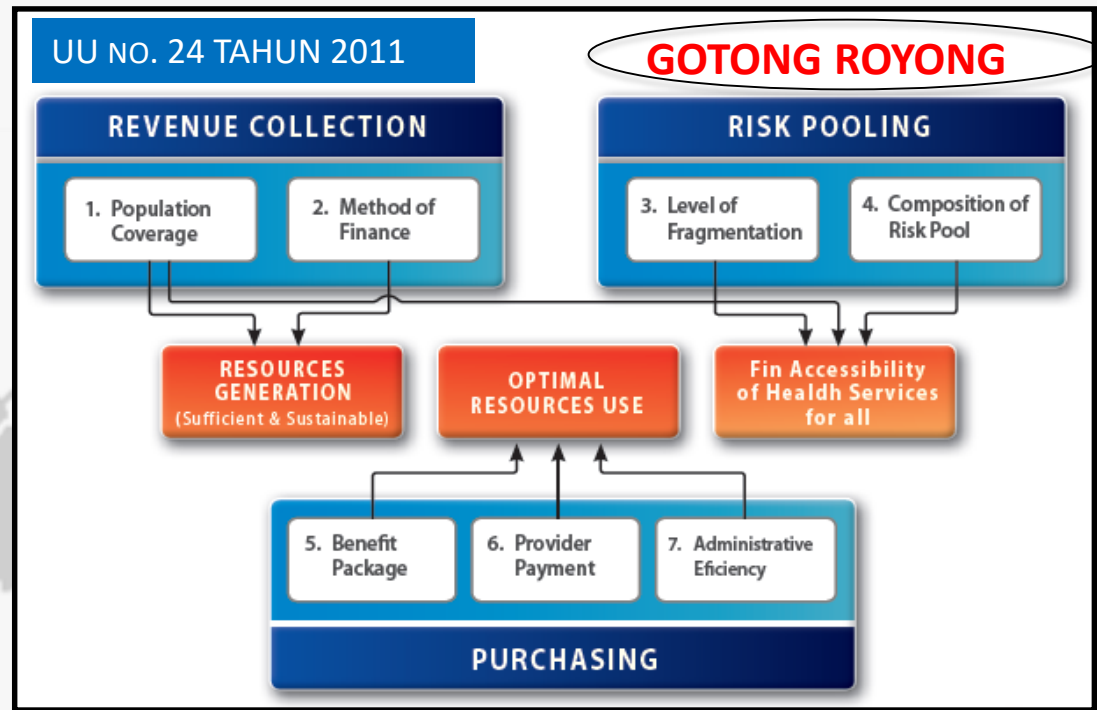 UU NO. 24 TAHUN 2011
GOTONG ROYONG
REVENUE COLLECTION
1. Population
Coverage
2. Method of
Finance
RISK POOLING
3. Level of
Fragmentation
4. Composition of
Risk Pool
RESOURCES
GENERATION
(Sufficient & Sustainable)
OPTIMAL
RESOURCES USE
Fin Accessibility
of Healdh Services
for all
5. Benefit
Package
6. Provider
Payment
7. Administrative
Eficiency
PURCHASING